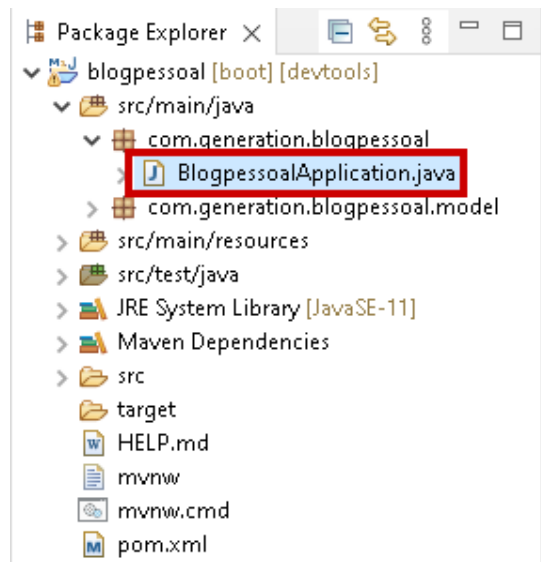 Package Explorer
blogpessoal [boot] [devtools]
src/main/java
com.generation.blogpessoal
BlogpessoalApplication.java
com.generation.blogpessoal.model
src/main/resources
src/test/java
JRE System Library [JavaSE-11]
Maven Dependencies
src
target
HELP.md
mvnw
mvnw.cmd
pom.xml